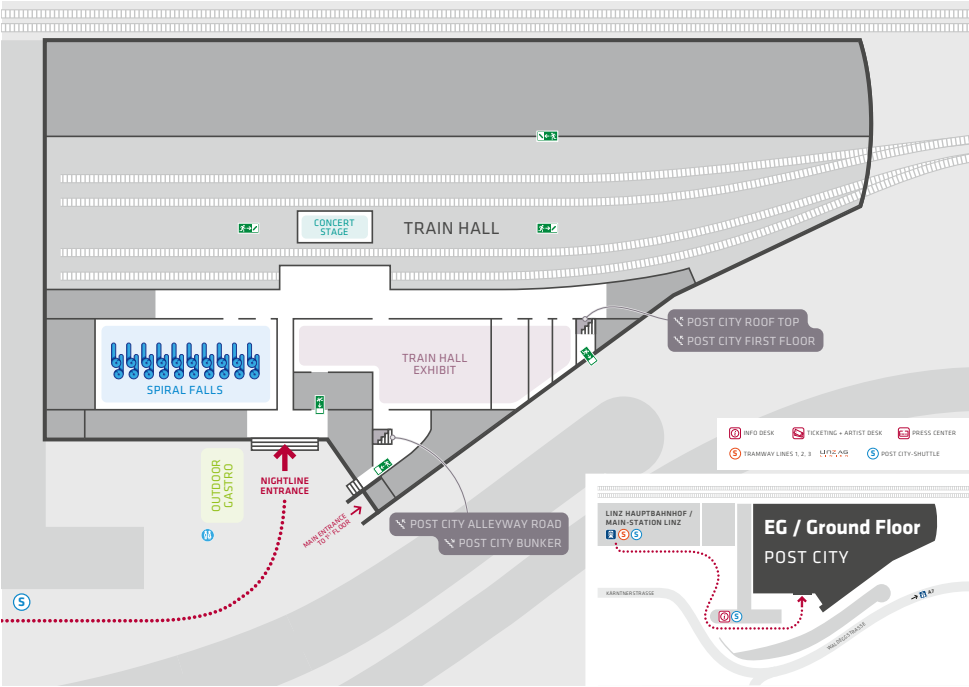 CONCERT
STAGE
TRAIN HALL
POST CITY ROOF TOP
POST CITY FIRST FLOOR
TRAIN HALL
EXHIBIT
SPIRAL FALLS
OUTDOOR
GASTRO
NIGHTLINE
ENTRANCE
MAIN ENTRANCE
TO 1ST FLOOR
POST CITY ALLEYWAY ROAD
POST CITY BUNKER
S
INFO DESK
TICKETING + ARTIST DESK
PRESS CENTER
S TRAMWAY LINES 1, 2, 3
LINZ AG
LINIEN
S POST CITY-SHUTTLE
LINZ HAUPTBAHNHOF /
MAIN-STATION LINZ
S S
EG / Ground Floor
POST CITY
KÄRNTNERSTRASSE
S
WALDEGGSTRASSE
A7